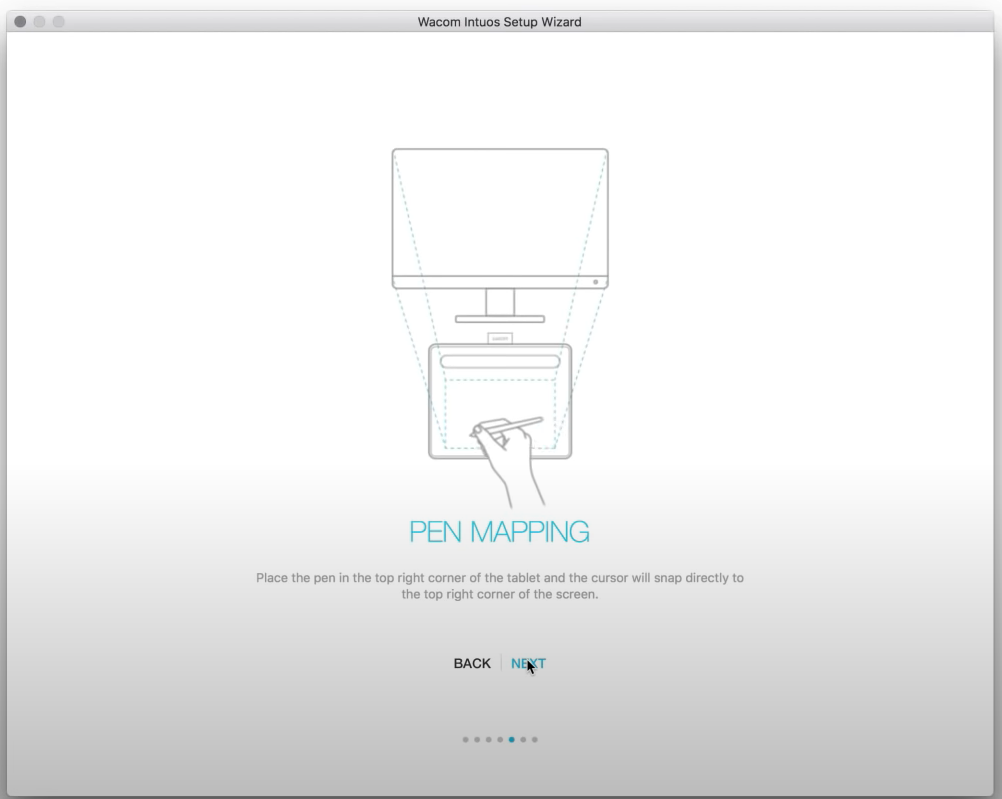 Wacom Intuos Setup Wizard
PEN MAPPING
Place the pen in the top right corner of the tablet and the cursor will snap directly to
the top right corner of the screen.
BACK
NEXT